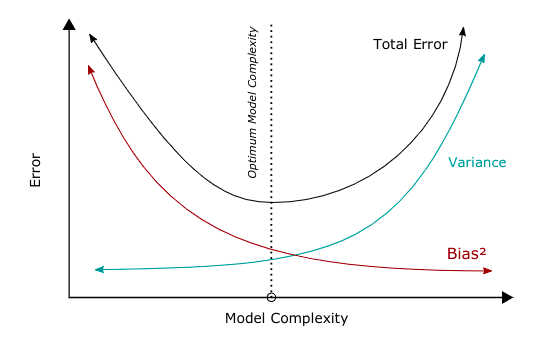 Total Error
Optimum Model Complexity
Variance
Error
Bias²
Model Complexity